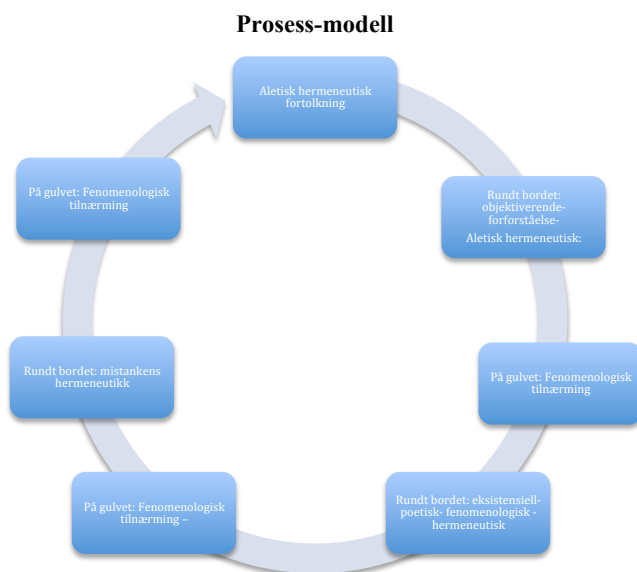 Prosess-modell
Aletisk hermeneutisk
fortolkning
Rundt bordet:
objektiverende-
forforståelse-
Aletisk hermeneutisk:
På gulvet: Fenomenologisk
tilnærming
Rundt bordet: eksistensiell-
poetisk- fenomenologisk -
hermeneutisk
På gulvet: Fenomenologisk
tilnærming –
Rundt bordet: mistankens
hermeneutikk
På gulvet: Fenomenologisk
tilnærming